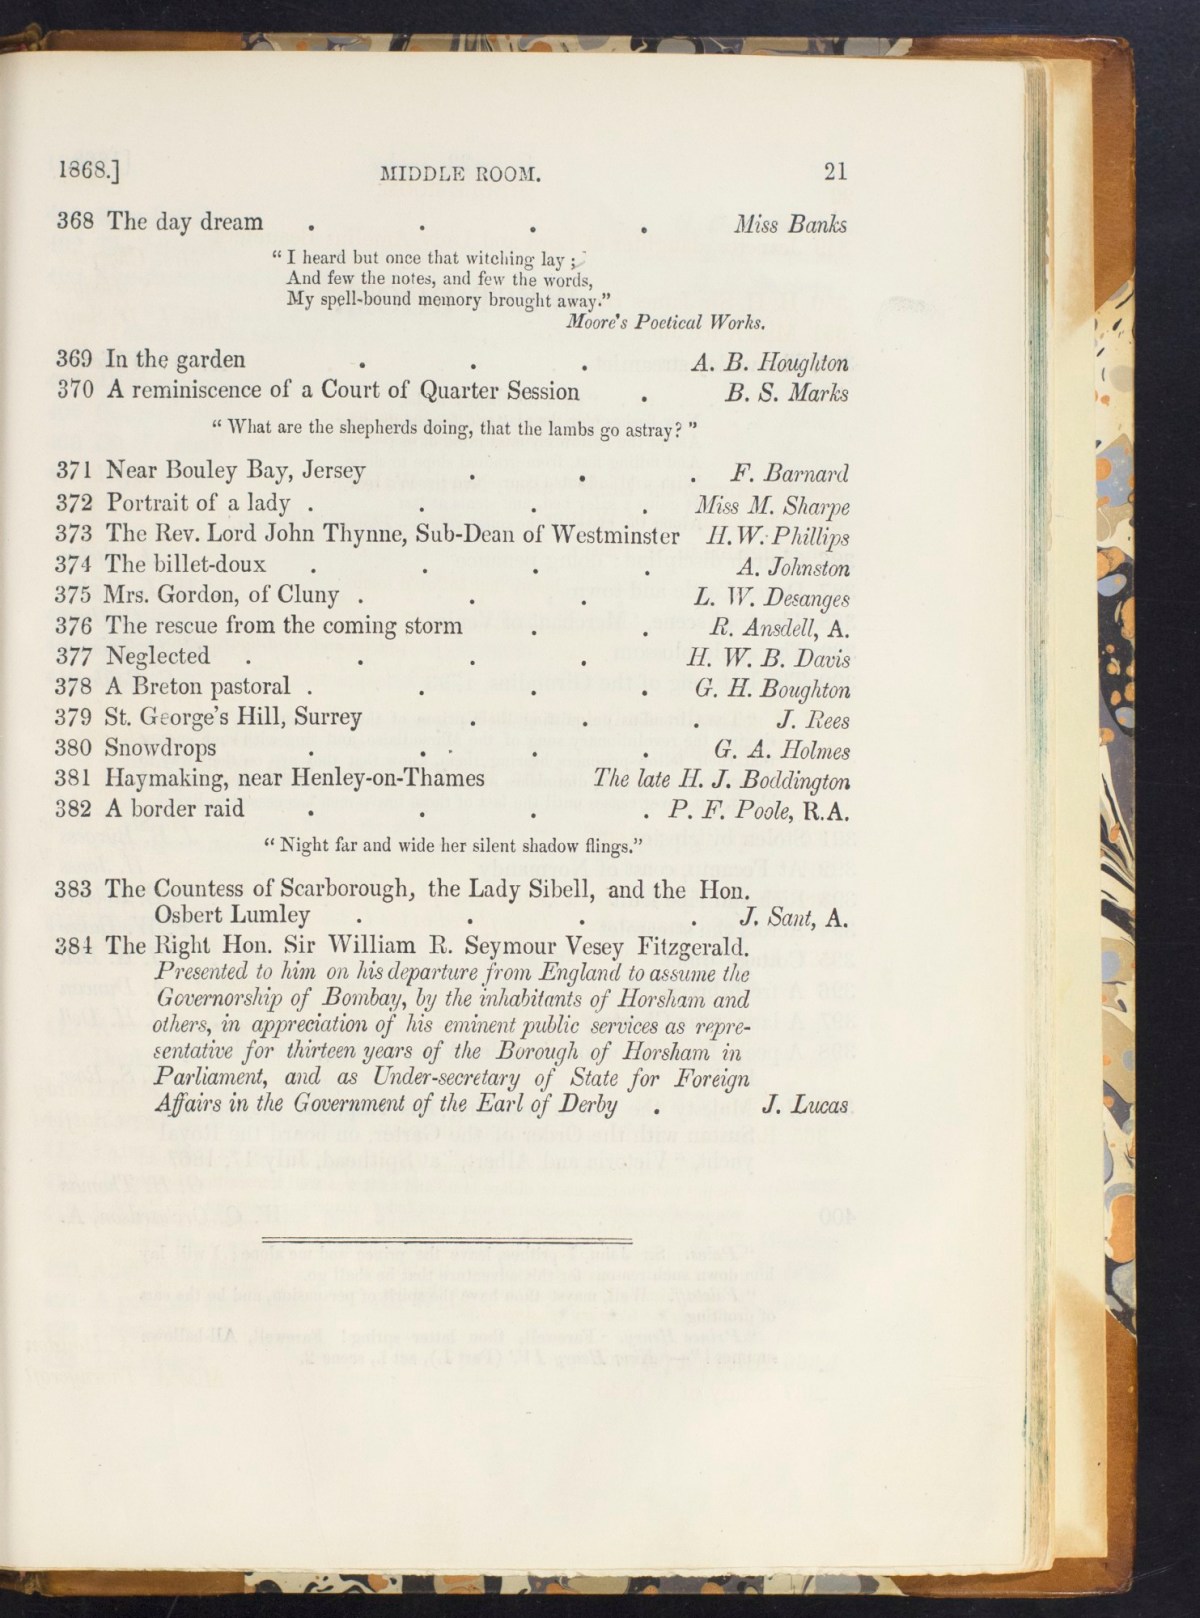 1868.] MIDDLE ROOM. 21
368 The day dream . . . . Miss Banks
“ I heard but once that witching lay ;
And few the notes, and few the words,
My spell-bound memory brought away.”
Moore's Poetical Works.
369 In the garden . . . A. B. Houghton
370 A reminiscence of a Court of Quarter Session . B. S. Marks
“ What are the shepherds doing, that the lambs go astray? ”
371 Near Bouley Bay, Jersey . . . F. Barnard
372 Portrait of a lady . . . . Miss M. Sharpe
373 The Rev. Lord John Thynne, Sub-Dean of Westminster H. W. Phillips
374 The billet-doux . . . . A. Johnston
375 Mrs. Gordon, of Cluny . . . L. W. Desanges
376 The rescue from the coming storm . . R. Ansdell, A.
377 Neglected . . . . H. W. B. Davis
378 A Breton pastoral . . . . G. H. Boughton
379 St. George's Hill, Surrey . . . J. Rees
380 Snowdrops . . . . G. A. Holmes
381 Haymaking, near Henley-on-Thames The late H. J. Boddington
382 A border raid . . . . P. F. Poole, R.A.
“ Night far and wide her silent shadow flings.”
383 The Countess of Scarborough, the Lady Sibell, and the Hon.
Osbert Lumley . . . . J. Sant, A.
384 The Right Hon. Sir William R. Seymour Vesey Fitzgerald.
Presented to him on his departure from England to assume the
Governorship of Bombay, by the inhabitants of Horsham and
others, in appreciation of his eminent public services as repre-
sentative for thirteen years of the Borough of Horsham in
Parliament, and as Under-secretary of State for Foreign
Affairs in the Government of the Earl of Derby . J. Lucas